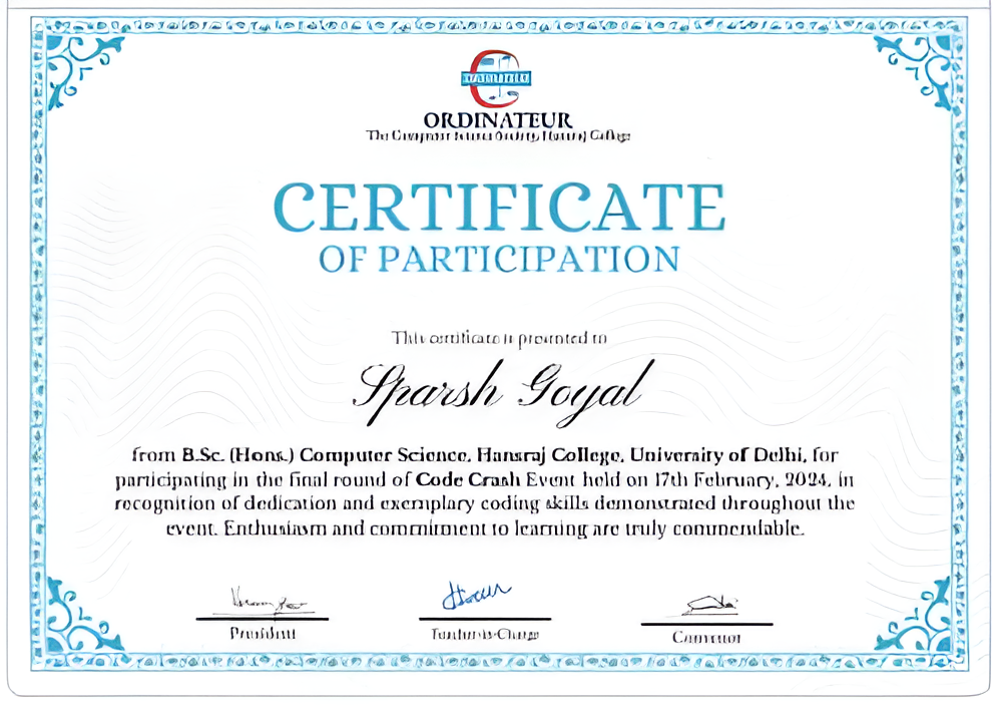 ORDINATEUR
The Computer Science Society, Hansraj College
CERTIFICATE
OF PARTICIPATION
This certificate is presented to
Sparsh Goyal
from B.Sc. (Hons.) Computer Science, Hansraj College, University of Delhi, for
participating in the final round of Code Crash Event held on 17th February, 2024, in
recognition of dedication and exemplary coding skills demonstrated throughout the
event. Enthusiasm and commitment to learning are truly commendable.
President
Teacher-in-Charge
Convenor